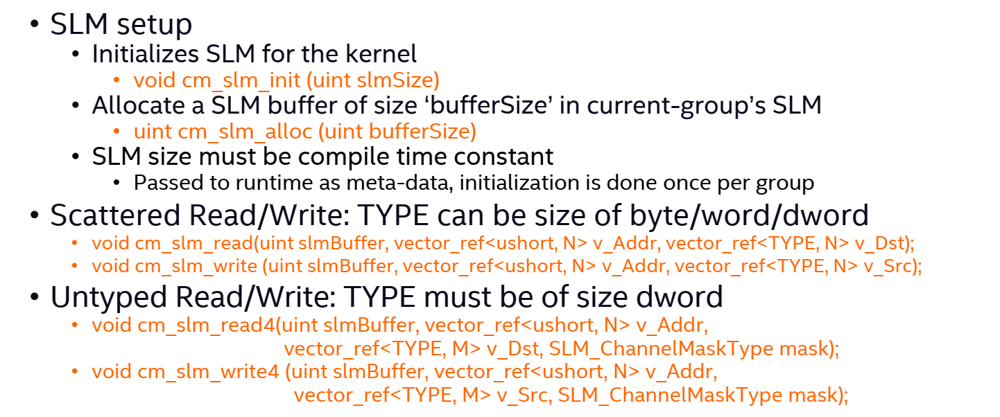 • SLM setup
• Initializes SLM for the kernel
• void cm_slm_init (uint slmSize)
• Allocate a SLM buffer of size ‘bufferSize’ in current-group’s SLM
• uint cm_slm_alloc (uint bufferSize)
• SLM size must be compile time constant
• Passed to runtime as meta-data, initialization is done once per group
• Scattered Read/Write: TYPE can be size of byte/word/dword
• void cm_slm_read(uint slmBuffer, vector_ref<ushort, N> v_Addr, vector_ref<TYPE, N> v_Dst);
• void cm_slm_write (uint slmBuffer, vector_ref<ushort, N> v_Addr, vector_ref<TYPE, N> v_Src);
• Untyped Read/Write: TYPE must be of size dword
• void cm_slm_read4(uint slmBuffer, vector_ref<ushort, N> v_Addr,
vector_ref<TYPE, M> v_Dst, SLM_ChannelMaskType mask);
• void cm_slm_write4 (uint slmBuffer, vector_ref<ushort, N> v_Addr,
vector_ref<TYPE, M> v_Src, SLM_ChannelMaskType mask);